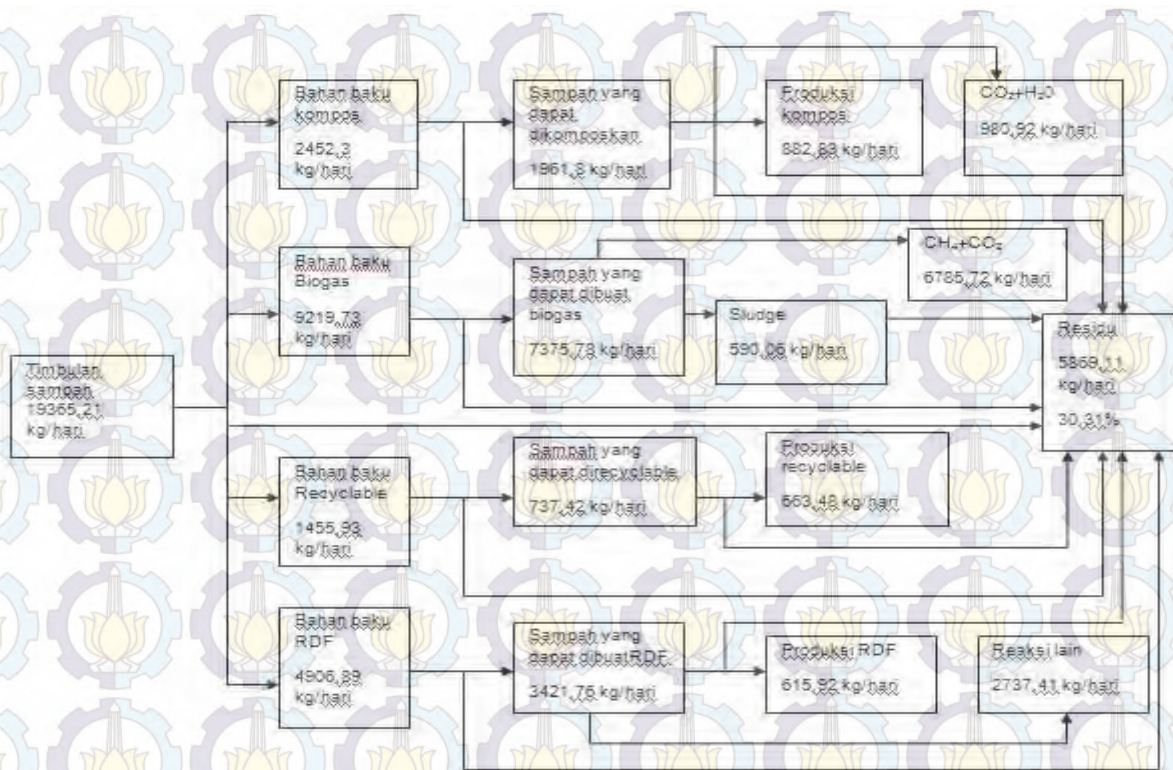 Bahan baku
kompos
2452,3
kg/hari
Sampah yang
dapat
dikomposkan
1961,8 kg/hari
Produksi
kompos
882,83 kg/hari
CO₂+H₂O
980,92 kg/hari
Bahan baku
Biogas
9219,73
kg/hari
Sampah yang
dapat dibuat
biogas
7375,78 kg/hari
Sludge
590,06 kg/hari
CH₄+CO₂
6785,72 kg/hari
Timbulan
sampah
19365,21
kg/hari
Residu
5869,11
kg/hari
30,31%
Bahan baku
Recyclable
1455,93
kg/hari
Sampah yang
dapat direcyclable
737,42 kg/hari
Produksi
recyclable
663,48 kg/hari
Bahan baku
RDF
4906,89
kg/hari
Sampah yang
dapat dibuatRDF
3421,76 kg/hari
Produksi RDF
615,92 kg/hari
Reaksi lain
2737,41 kg/hari